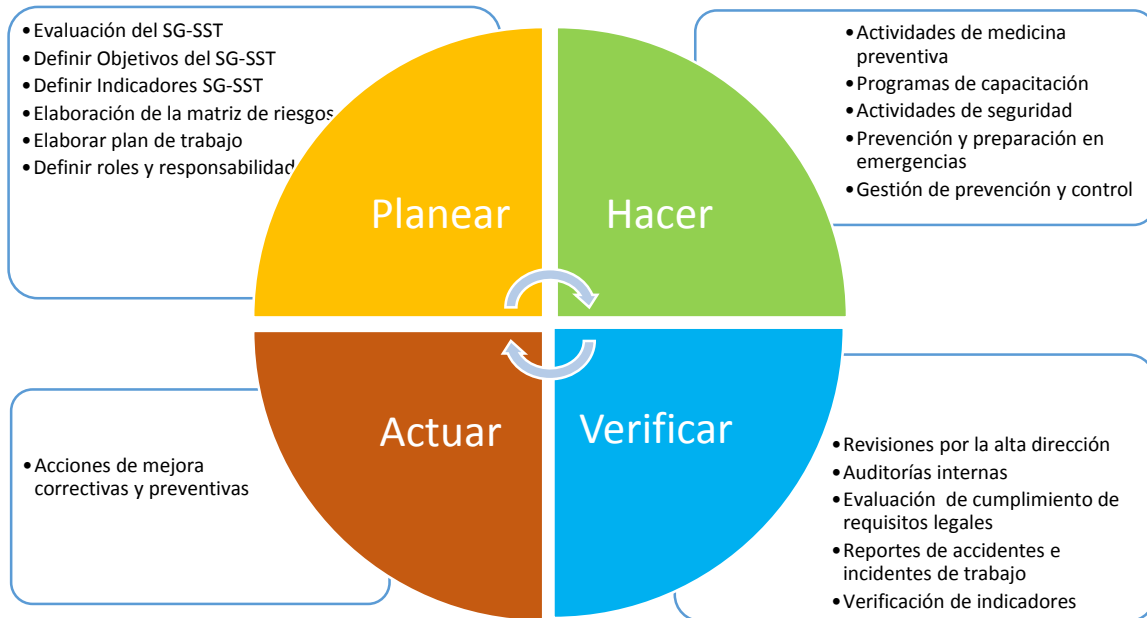 •Evaluación del SG-SST
•Definir Objetivos del SG-SST
•Definir Indicadores SG-SST
•Elaboración de la matriz de riesgos
•Elaborar plan de trabajo
•Definir roles y responsabilidad
•Actividades de medicina
preventiva
•Programas de capacitación
•Actividades de seguridad
•Prevención y preparación en
emergencias
•Gestión de prevención y control
Planear
Hacer
Actuar
Verificar
•Acciones de mejora
correctivas y preventivas
•Revisiones por la alta dirección
•Auditorías internas
•Evaluación de cumplimiento de
requisitos legales
•Reportes de accidentes e
incidentes de trabajo
•Verificación de indicadores